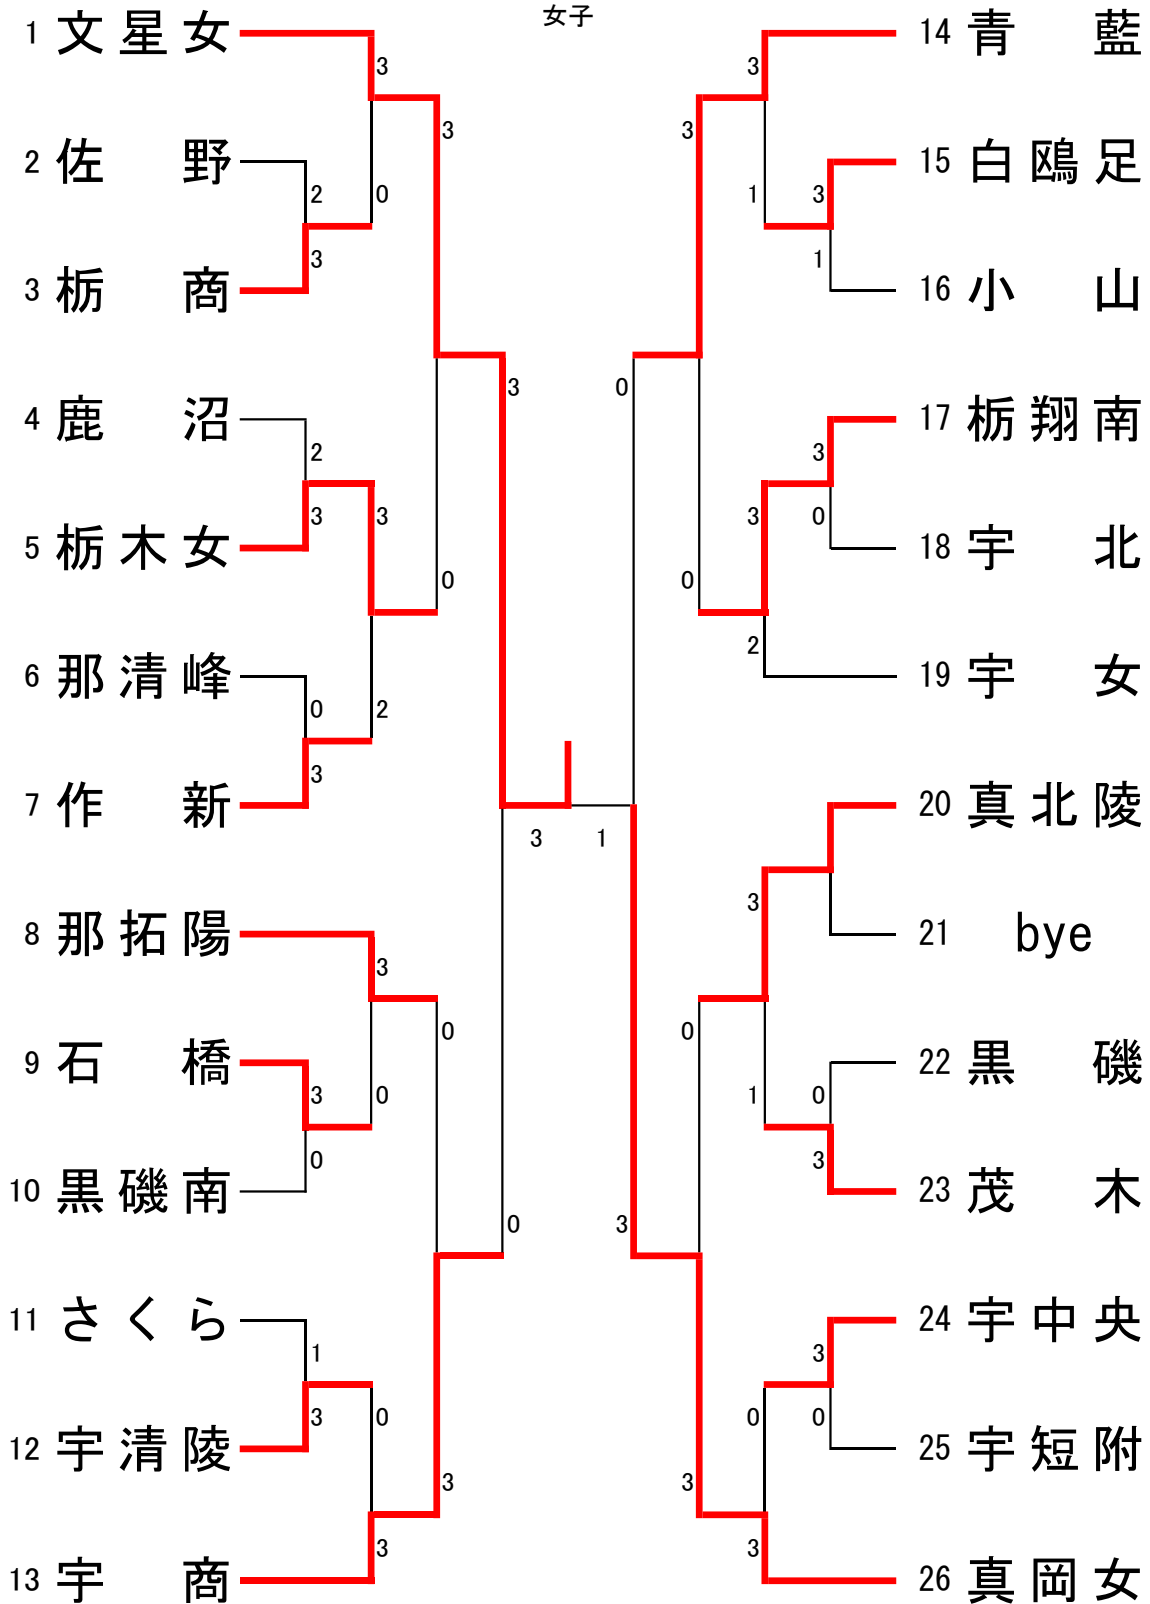 女子
1 文星女
3
3
2 佐野
2
0
3 栃商
3
4 鹿沼
3
2
5 栃木女
3
3
0
6 那清峰
0
2
7 作新
3
3 1
8 那拓陽
3
0
9 石橋
3
0
10 黒磯南
0
0
11 さくら
1
12 宇清陵
3
0
3
13 宇商
3
14 青藍
3
3
15 白鴎足
1
3
16 小山
1
0
17 栃翔南
3
18 宇北
3
0
0
19 宇女
2
20 真北陵
3
21 bye
0
22 黒磯
1
0
23 茂木
3
3
24 宇中央
3
25 宇短附
0
0
3
26 真岡女
3